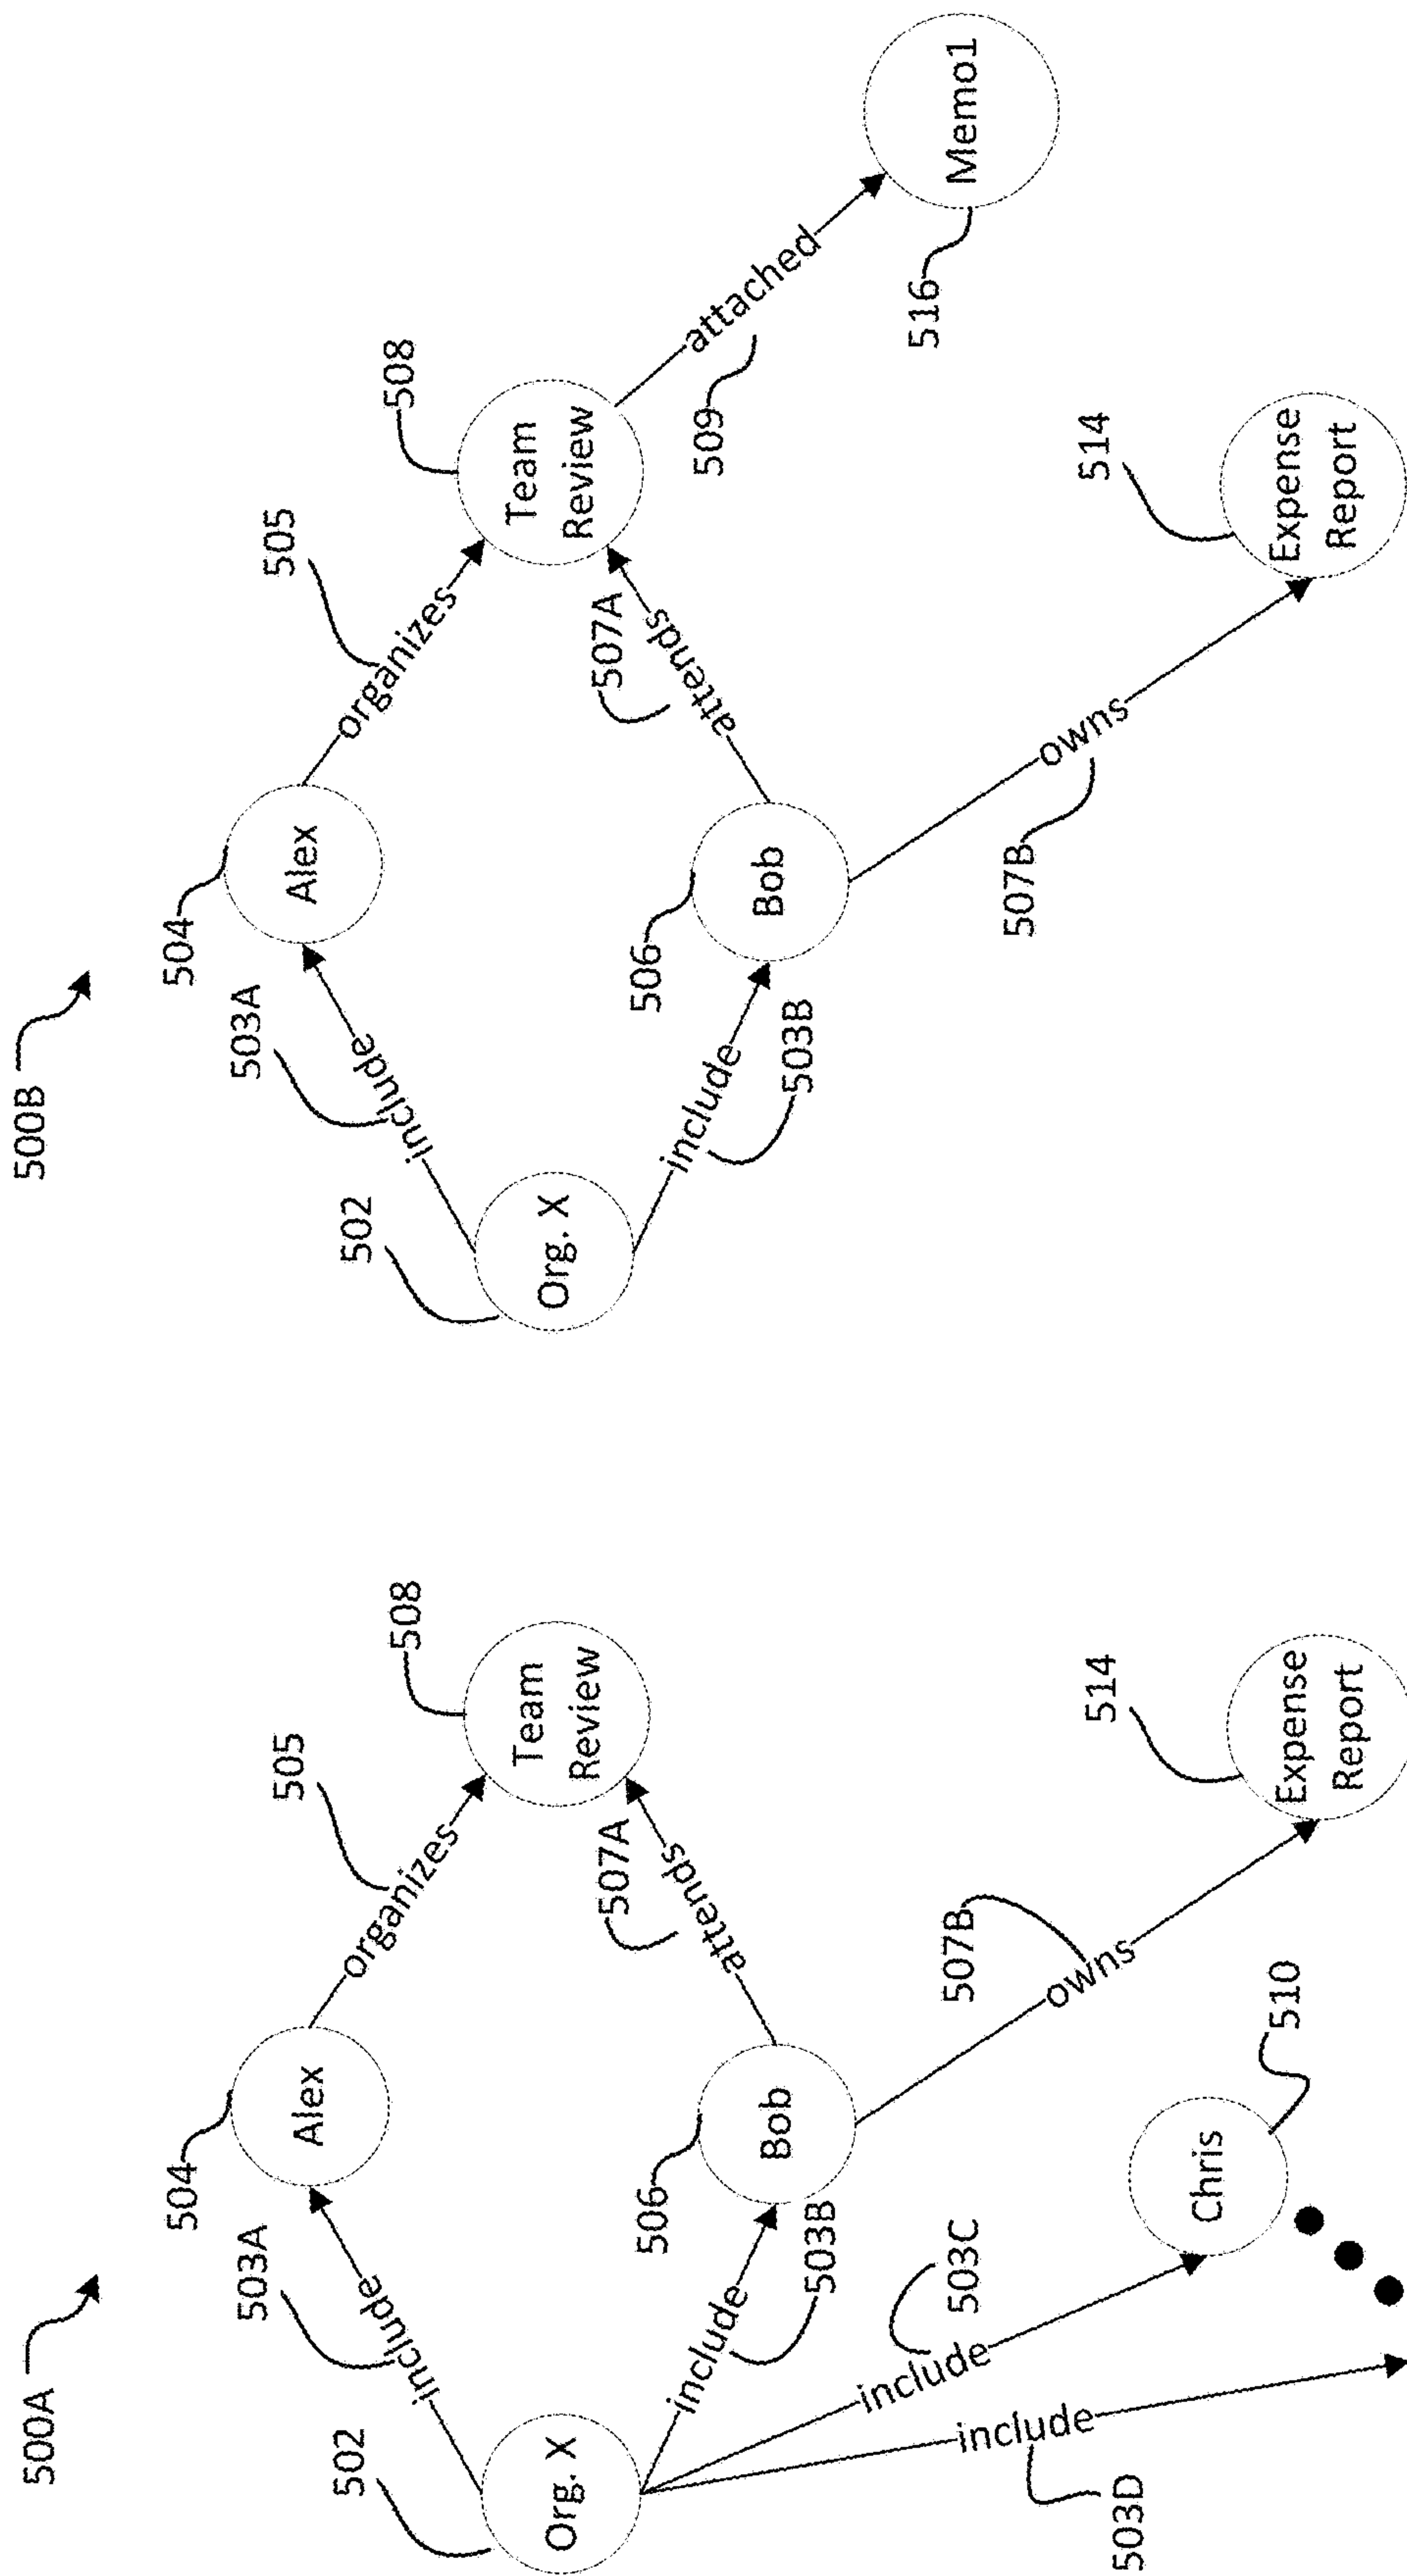 500A
502
Org. X
503A
include
504
Alex
505
organizes
508
Team
Review
503B
include
506
Bob
507A
attends
507B
owns
514
Expense
Report
503C
include
510
Chris
503D
include
500B
502
Org. X
503A
include
504
Alex
505
organizes
508
Team
Review
503B
include
506
Bob
507A
attends
509
attached
516
Memo1
507B
owns
514
Expense
Report